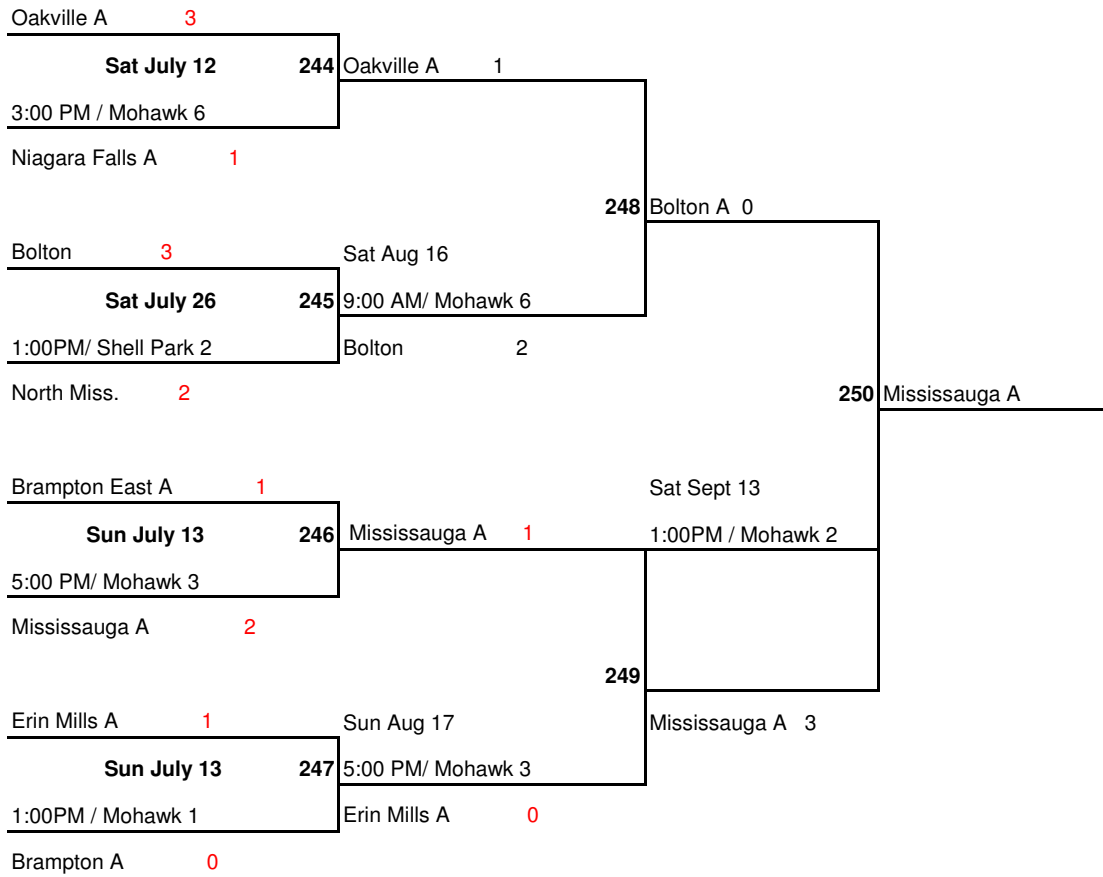 Oakville A 3
Sat July 12 244 Oakville A 1
3:00 PM / Mohawk 6
Niagara Falls A 1
248 Bolton A 0
Bolton 3 Sat Aug 16
Sat July 26 245 9:00 AM/ Mohawk 6
1:00PM/ Shell Park 2 Bolton 2
North Miss. 2 250 Mississauga A
Brampton East A 1 Sat Sept 13
Sun July 13 246 Mississauga A 1 1:00PM / Mohawk 2
5:00 PM/ Mohawk 3
Mississauga A 2
249
Erin Mills A 1 Sun Aug 17 Mississauga A 3
Sun July 13 247 5:00 PM/ Mohawk 3
1:00PM / Mohawk 1 Erin Mills A 0
Brampton A 0